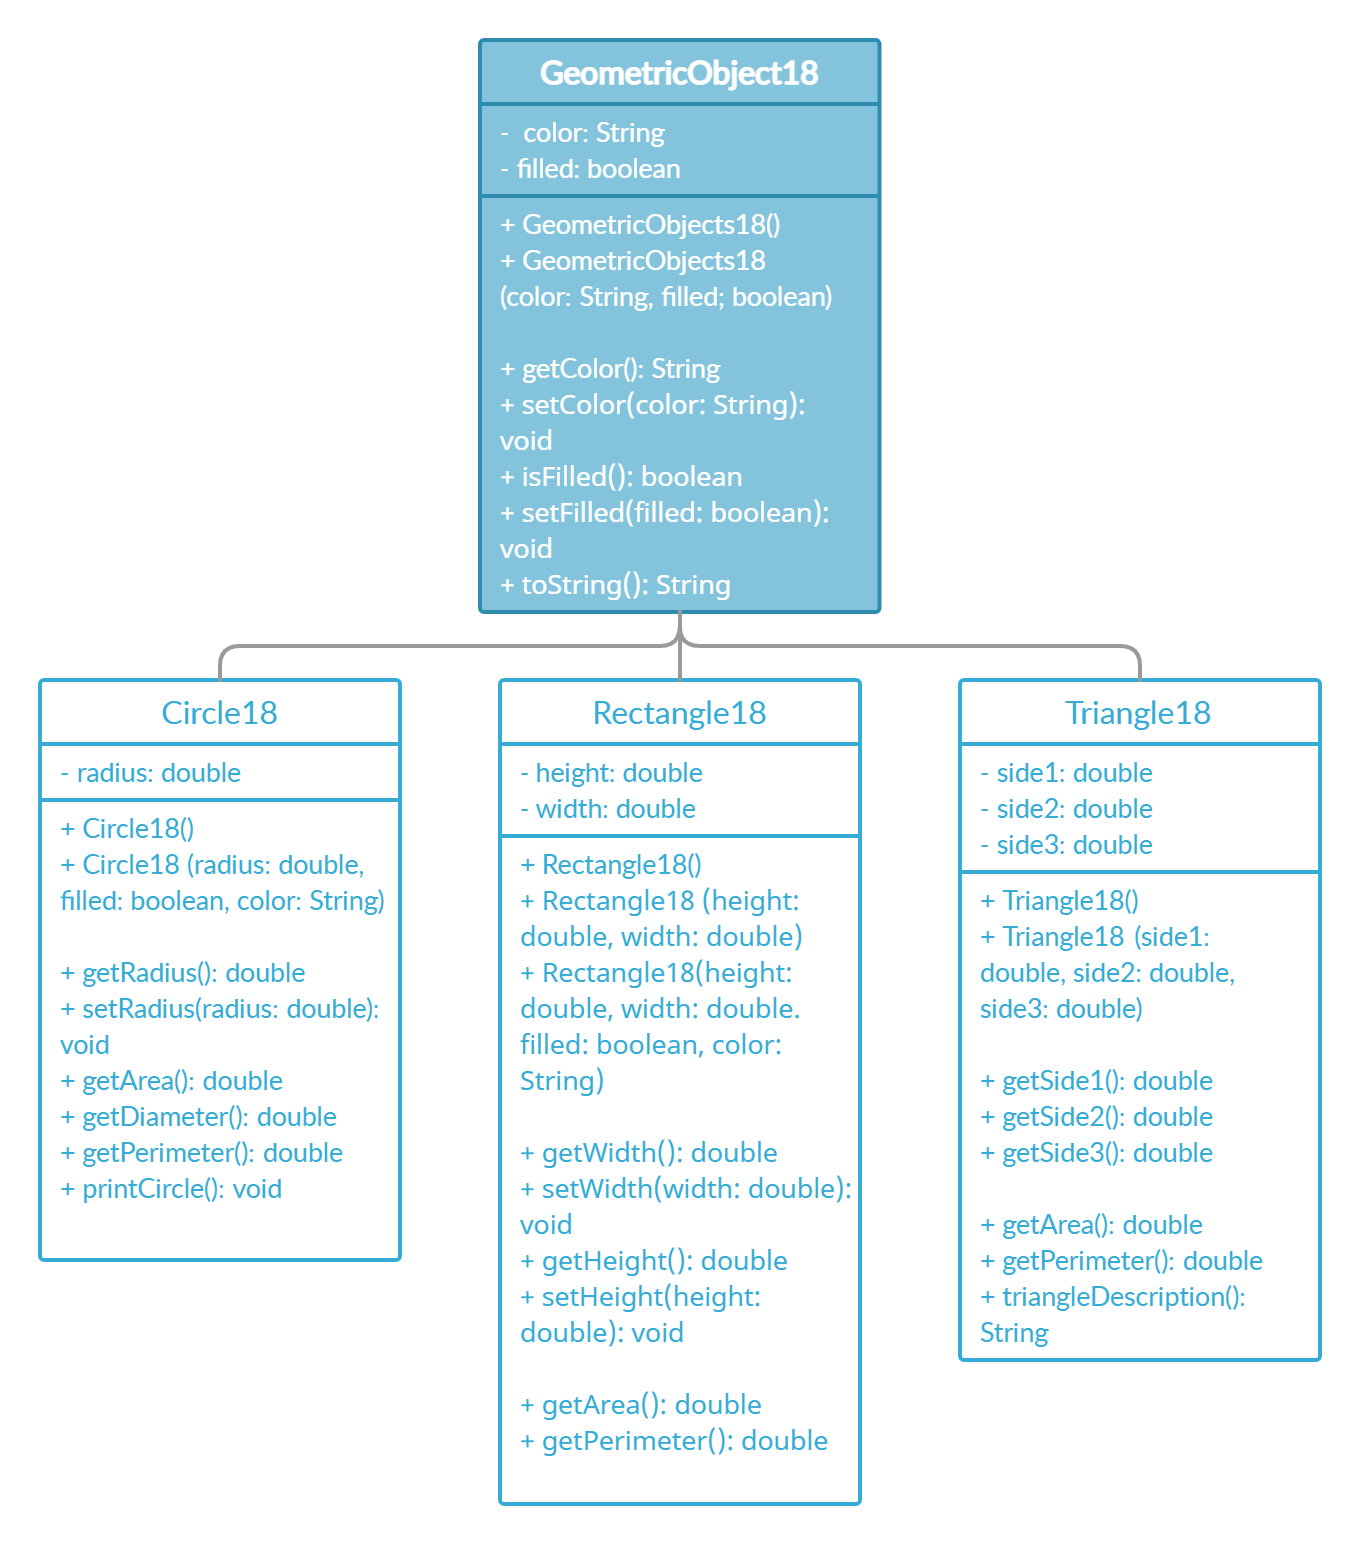 GeometricObject18
-  color: String
- filled: boolean
+ GeometricObjects18()
+ GeometricObjects18
(color: String, filled; boolean)
+ getColor(): String
+ setColor(color: String):
void
+ isFilled(): boolean
+ setFilled(filled: boolean):
void
+ toString(): String
Circle18
- radius: double
+ Circle18()
+ Circle18 (radius: double,
filled: boolean, color: String)
+ getRadius(): double
+ setRadius(radius: double):
void
+ getArea(): double
+ getDiameter(): double
+ getPerimeter(): double
+ printCircle(): void
Rectangle18
- height: double
- width: double
+ Rectangle18()
+ Rectangle18 (height:
double, width: double)
+ Rectangle18(height:
double, width: double.
filled: boolean, color:
String)
+ getWidth(): double
+ setWidth(width: double):
void
+ getHeight(): double
+ setHeight(height:
double): void
+ getArea(): double
+ getPerimeter(): double
Triangle18
- side1: double
- side2: double
- side3: double
+ Triangle18()
+ Triangle18 (side1:
double, side2: double,
side3: double)
+ getSide1(): double
+ getSide2(): double
+ getSide3(): double
+ getArea(): double
+ getPerimeter(): double
+ triangleDescription():
String